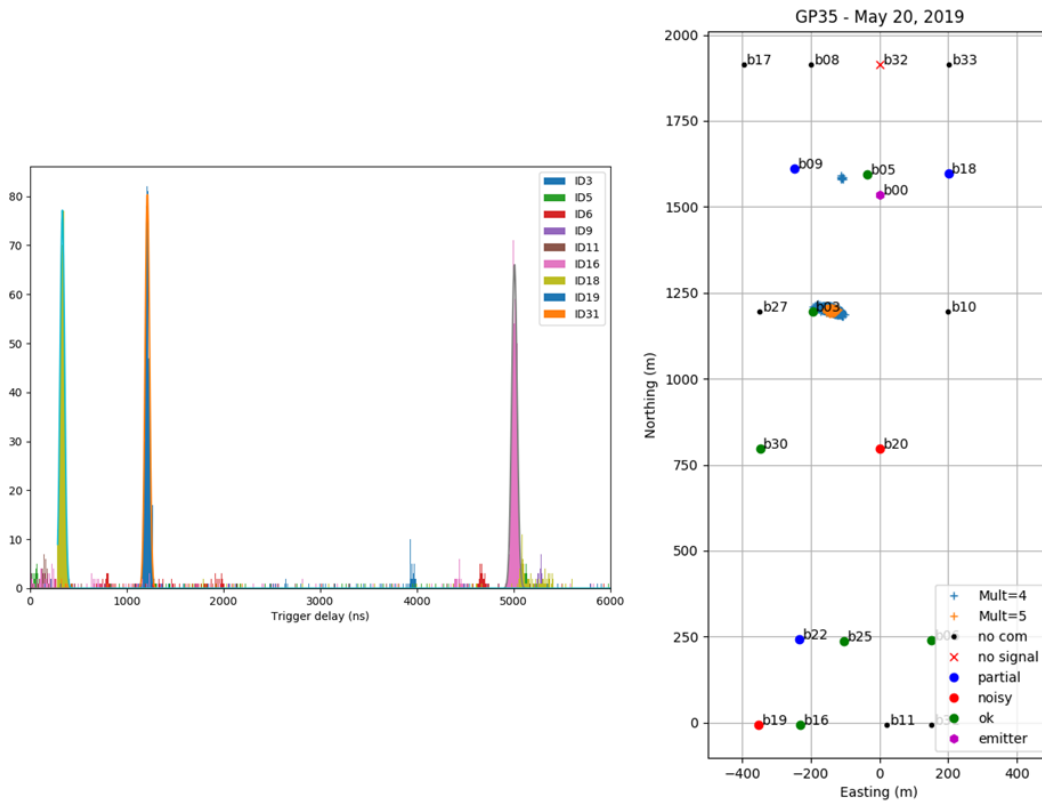 80
70
60
50
40
30
20
10
0
0 1000 2000 3000 4000 5000 6000
Trigger delay (ns)
ID3
ID5
ID6
ID9
ID11
ID16
ID18
ID19
ID31
GP35 - May 20, 2019
2000
1750
1500
1250
1000
750
500
250
0
Northing (m)
b17 b08 b32 b33
b09 b05 b18
b00
b27 b03 b10
b30 b20
b22 b25
b19 b16 b11
Mult=4
Mult=5
no com
no signal
partial
noisy
ok
emitter
−400 −200 0 200 400
Easting (m)